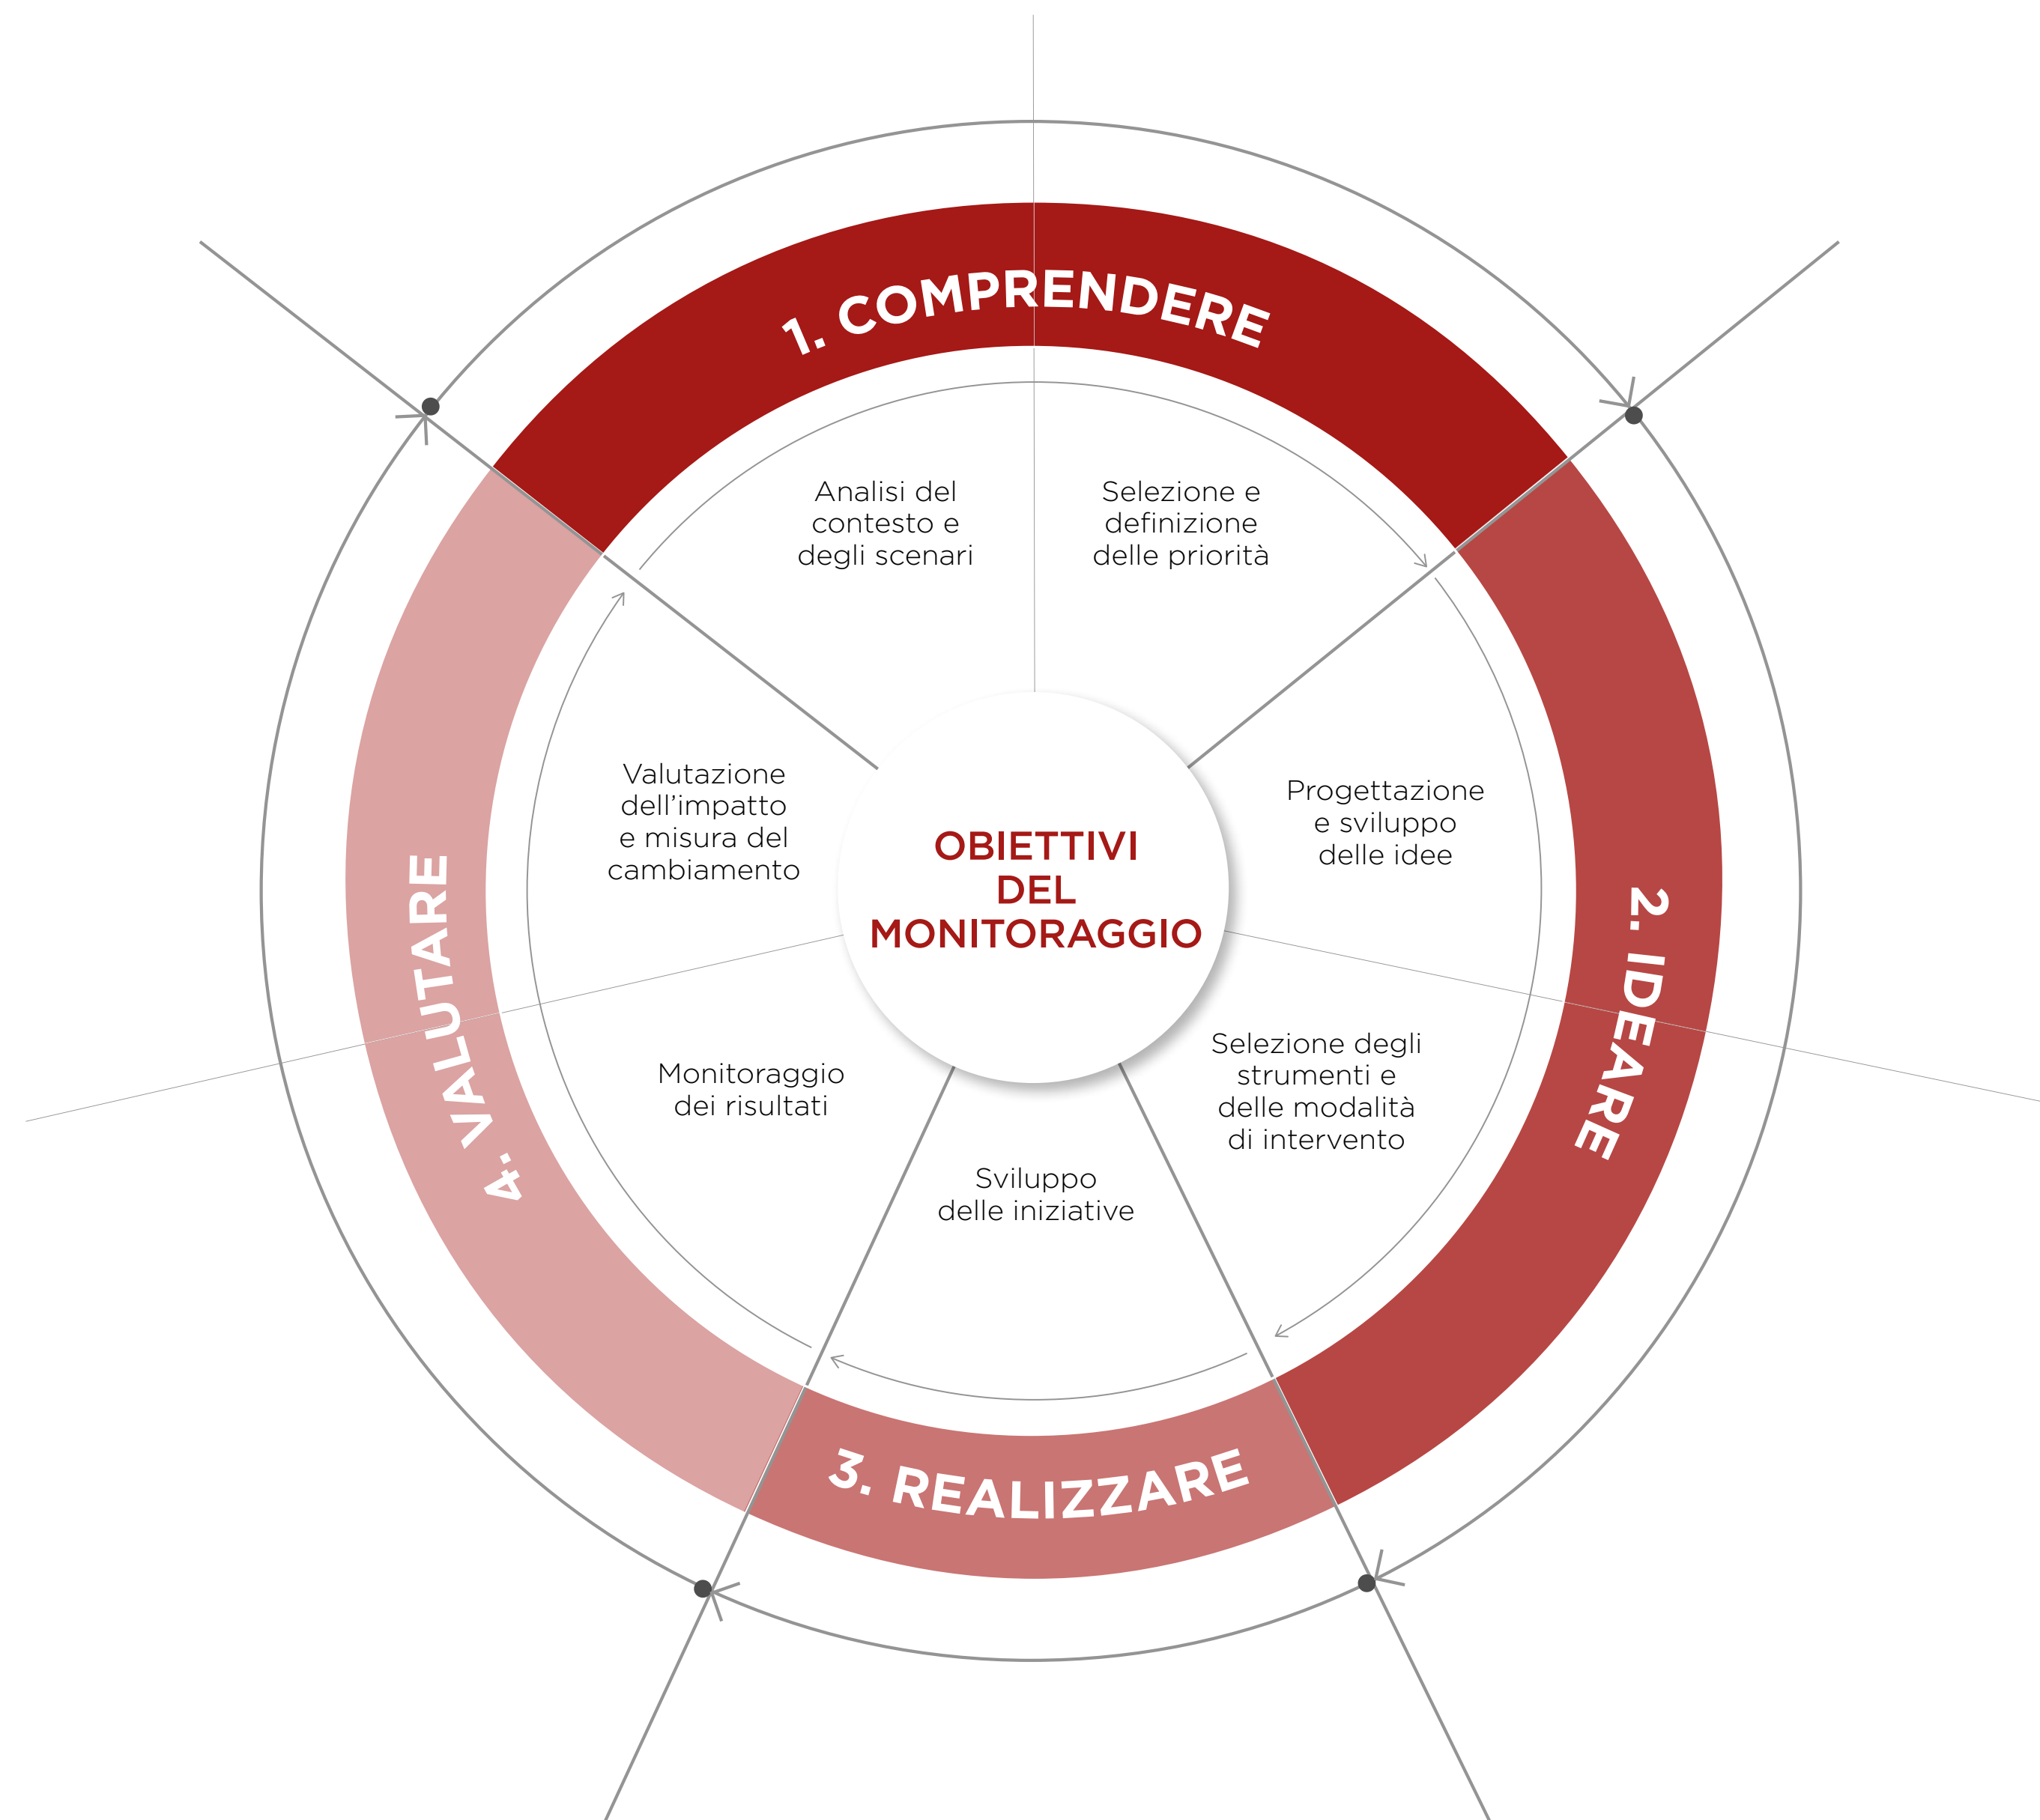 1. COMPRENDERE
Analisi del
contesto e
degli scenari
Selezione e
definizione
delle priorità
2. IDEARE
Progettazione
e sviluppo
delle idee
Selezione degli
strumenti e
delle modalità
di intervento
3. REALIZZARE
Sviluppo
delle iniziative
4. VALUTARE
Monitoraggio
dei risultati
Valutazione
dell’impatto
e misura del
cambiamento
OBIETTIVI
DEL
MONITORAGGIO